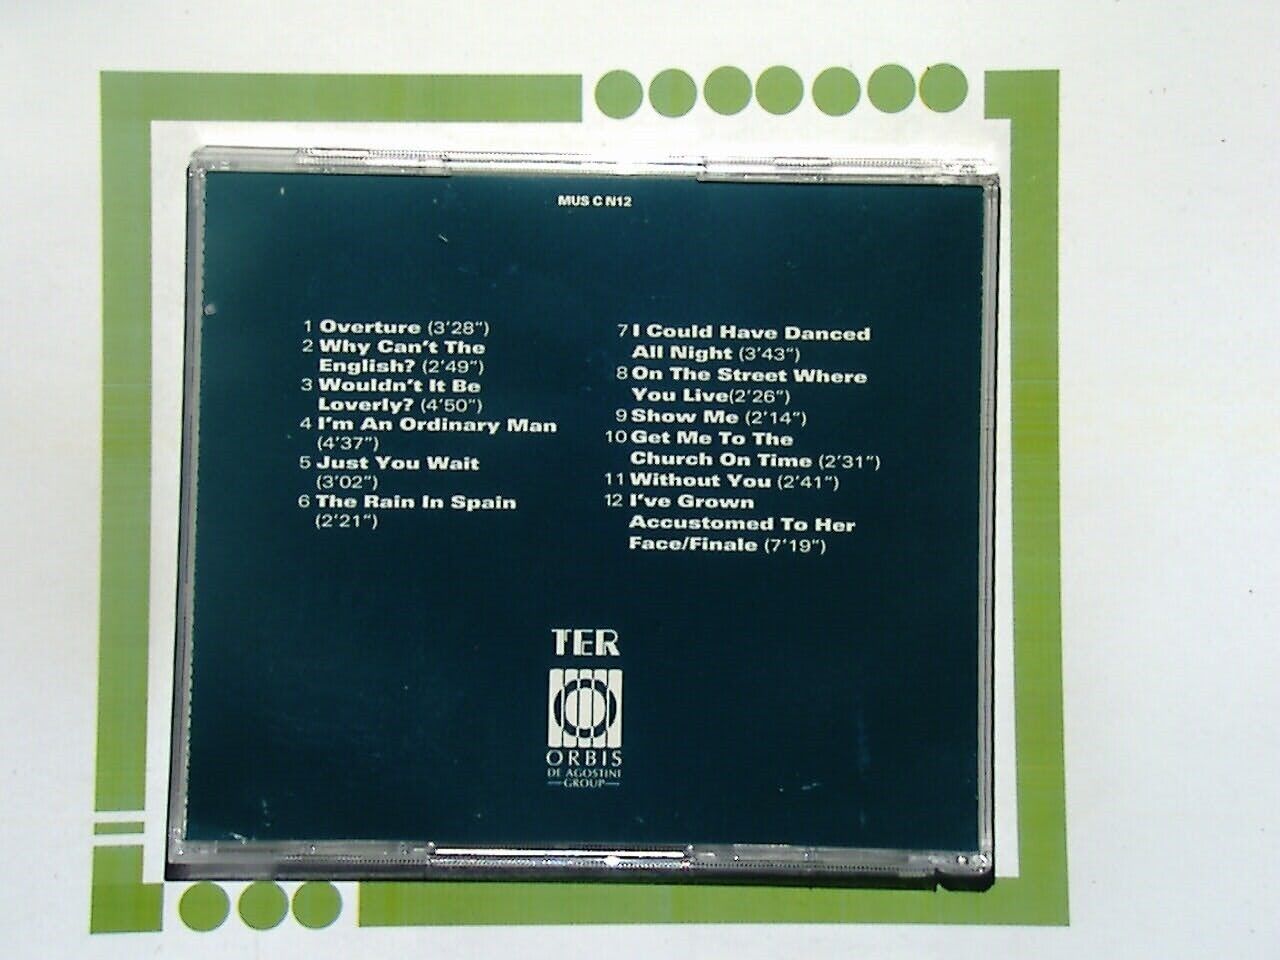 MUS C N12
1 Overture (3'28")
2 Why Can't The
English? (2'49")
3 Wouldn't It Be
Loverly? (4'50")
4 I'm An Ordinary Man
(4'37")
5 Just You Wait
(3'02")
6 The Rain In Spain
(2'21")
7 I Could Have Danced
All Night (3'43")
8 On The Street Where
You Live(2'26")
9 Show Me (2'14")
10 Get Me To The
Church On Time (2'31")
11 Without You (2'41")
12 I've Grown
Accustomed To Her
Face/Finale (7'19")
TER
ORBIS
DE AGOSTINI
—GROUP—